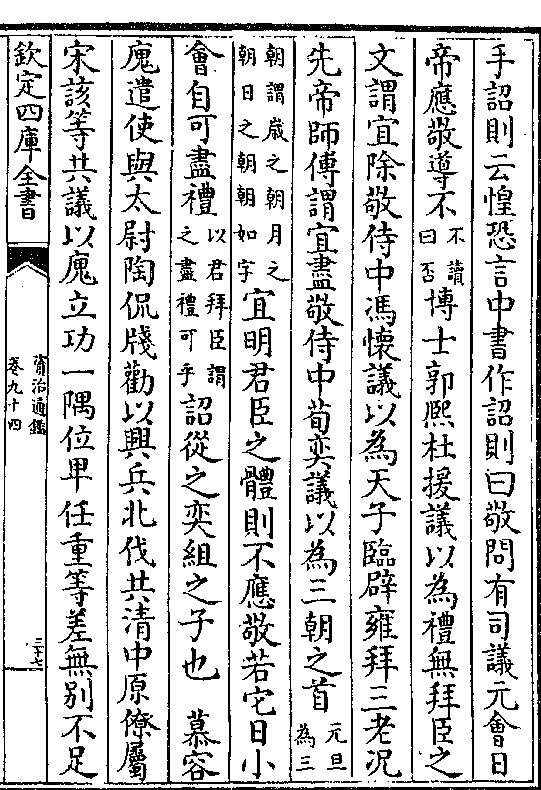 手詔則云惶恐言中書作詔則曰敬問有司議元會日
帝應敬導不不讀曰否博士郭熙杜援議以為禮無拜臣之
文謂宜除敬侍中馮懷議以為天子臨辟雍拜三老况
先帝師傅謂宜盡敬侍中荀奕議以為三朝之首元旦為三
朝謂歲之朝月之朝日之朝朝如字宜明君臣之體則不應敬若它日小
會自可盡禮以君拜臣謂之盡禮可乎詔從之奕組之子也　慕容
廆遣使與太尉陶侃牋勸以興兵北伐共清中原僚屬
宋該等共議以廆立功一隅位卑任重等差無別不足
欽定四庫全書
資治通鑑
卷九十四
三十七